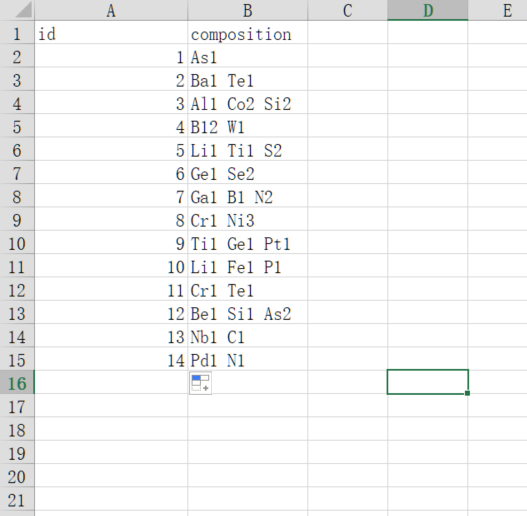 A B C D E
1 id composition
2 1 As1
3 2 Ba1 Te1
4 3 Al1 Co2 Si2
5 4 B12 W1
6 5 Li1 Ti1 S2
7 6 Ge1 Se2
8 7 Ga1 B1 N2
9 8 Cr1 Ni3
10 9 Ti1 Ge1 Pt1
11 10 Li1 Fe1 P1
12 11 Cr1 Te1
13 12 Be1 Si1 As2
14 13 Nb1 C1
15 14 Pd1 N1
16
17
18
19
20
21